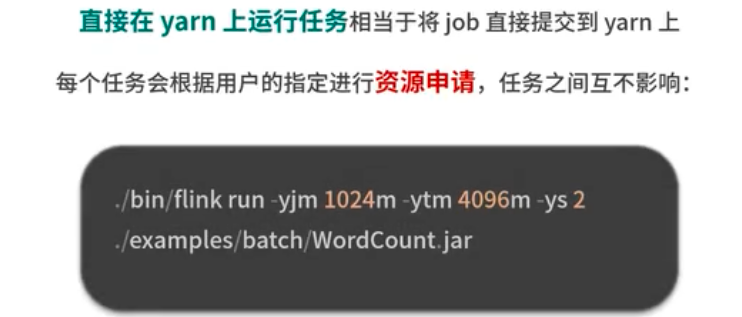 直接在 yarn 上运行任务相当于将 job 直接提交到 yarn 上
每个任务会根据用户的指定进行资源申请，任务之间互不影响：
./bin/flink run -yjm 1024m -ytm 4096m -ys 2
./examples/batch/WordCount.jar